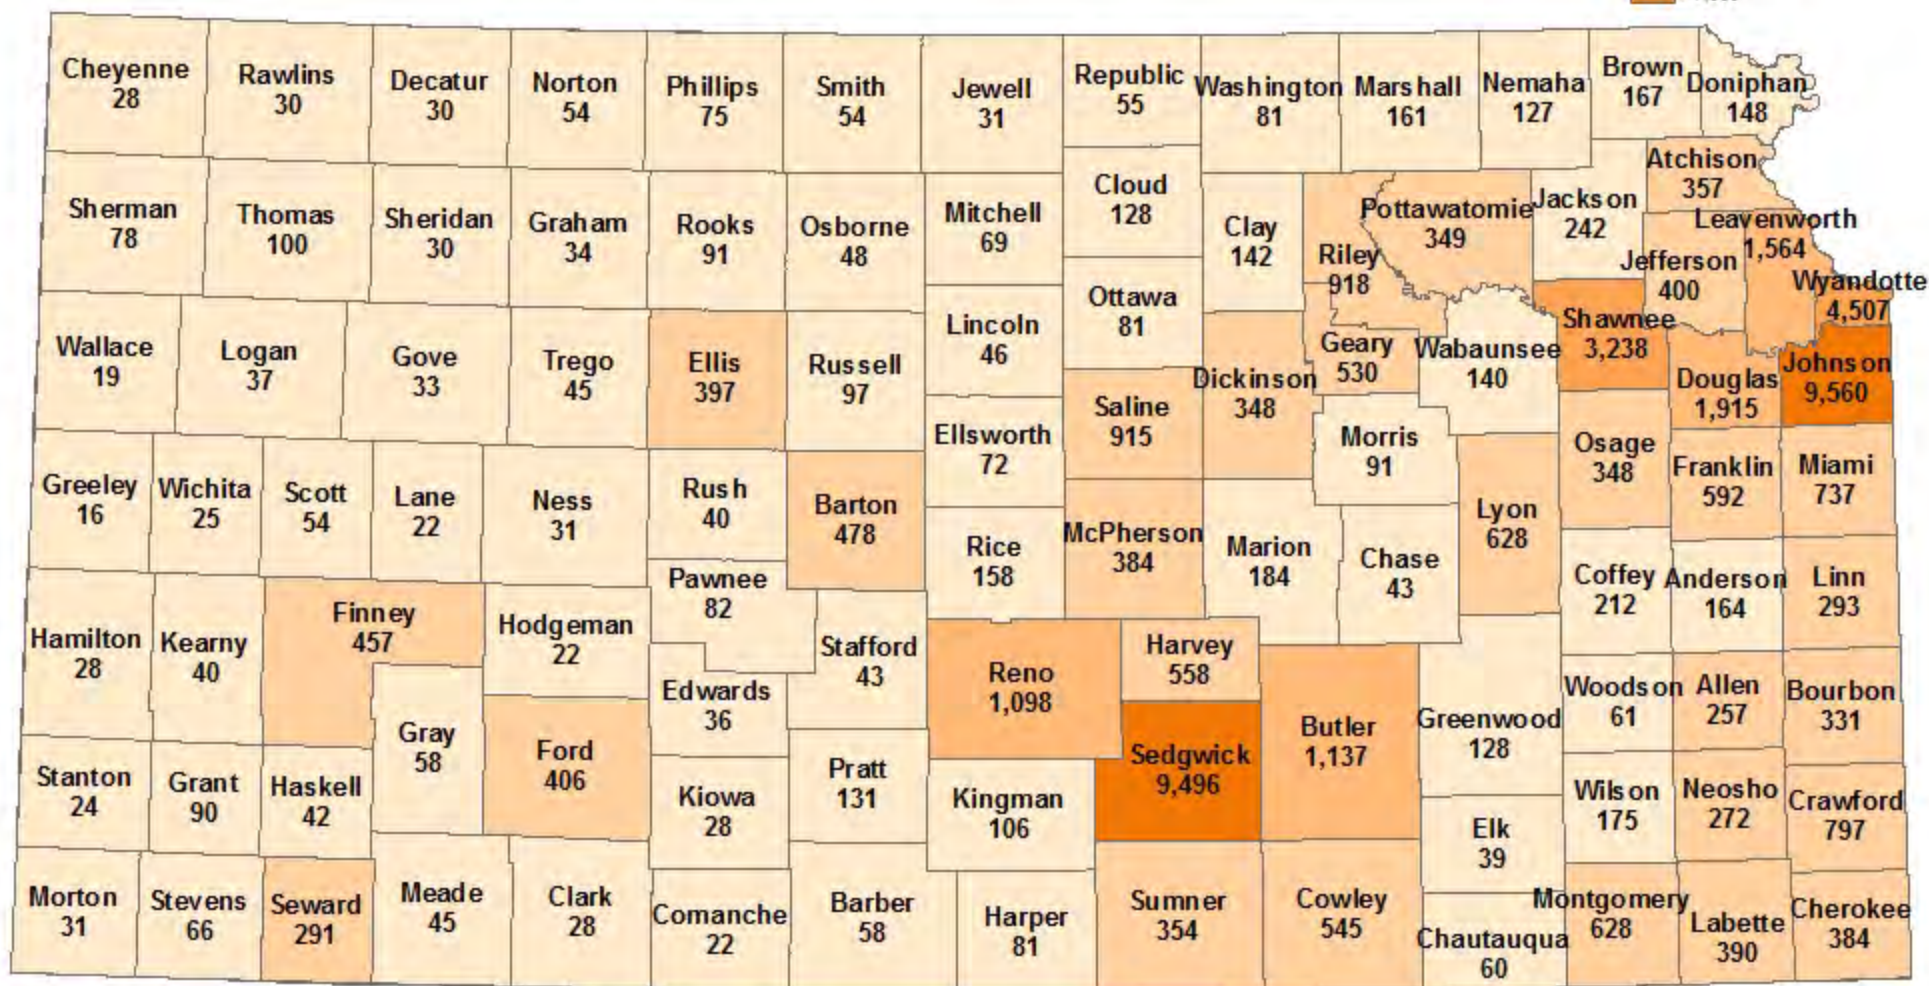 Cheyenne
28
Rawlins
30
Decatur
30
Norton
54
Phillips
75
Smith
54
Jewell
31
Republic
55
Washington
81
Marshall
161
Nemaha
127
Brown
167
Doniphan
148
Sherman
78
Thomas
100
Sheridan
30
Graham
34
Rooks
91
Osborne
48
Mitchell
69
Cloud
128
Clay
142
Riley
918
Pottawatomie
349
Jackson
242
Atchison
357
Leavenworth
1,564
Jefferson
400
Wyandotte
4,507
Wallace
19
Logan
37
Gove
33
Trego
45
Ellis
397
Russell
97
Lincoln
46
Ottawa
81
Saline
915
Dickinson
348
Geary
530
Wabaunsee
140
Shawnee
3,238
Douglas
1,915
Johnson
9,560
Greeley
16
Wichita
25
Scott
54
Lane
22
Ness
31
Rush
40
Barton
478
Ellsworth
72
Rice
158
McPherson
384
Marion
184
Morris
91
Chase
43
Lyon
628
Osage
348
Franklin
592
Miami
737
Hamilton
28
Kearny
40
Finney
457
Hodgeman
22
Pawnee
82
Stafford
43
Edwards
36
Reno
1,098
Harvey
558
Coffey
212
Anderson
164
Linn
293
Stanton
24
Grant
90
Haskell
42
Gray
58
Ford
406
Kiowa
28
Pratt
131
Kingman
106
Sedgwick
9,496
Butler
1,137
Greenwood
128
Woodson
61
Allen
257
Bourbon
331
Elk
39
Wilson
175
Neosho
272
Crawford
797
Morton
31
Stevens
66
Seward
291
Meade
45
Clark
28
Comanche
22
Barber
58
Harper
81
Sumner
354
Cowley
545
Chautauqua
60
Montgomery
628
Labette
390
Cherokee
384